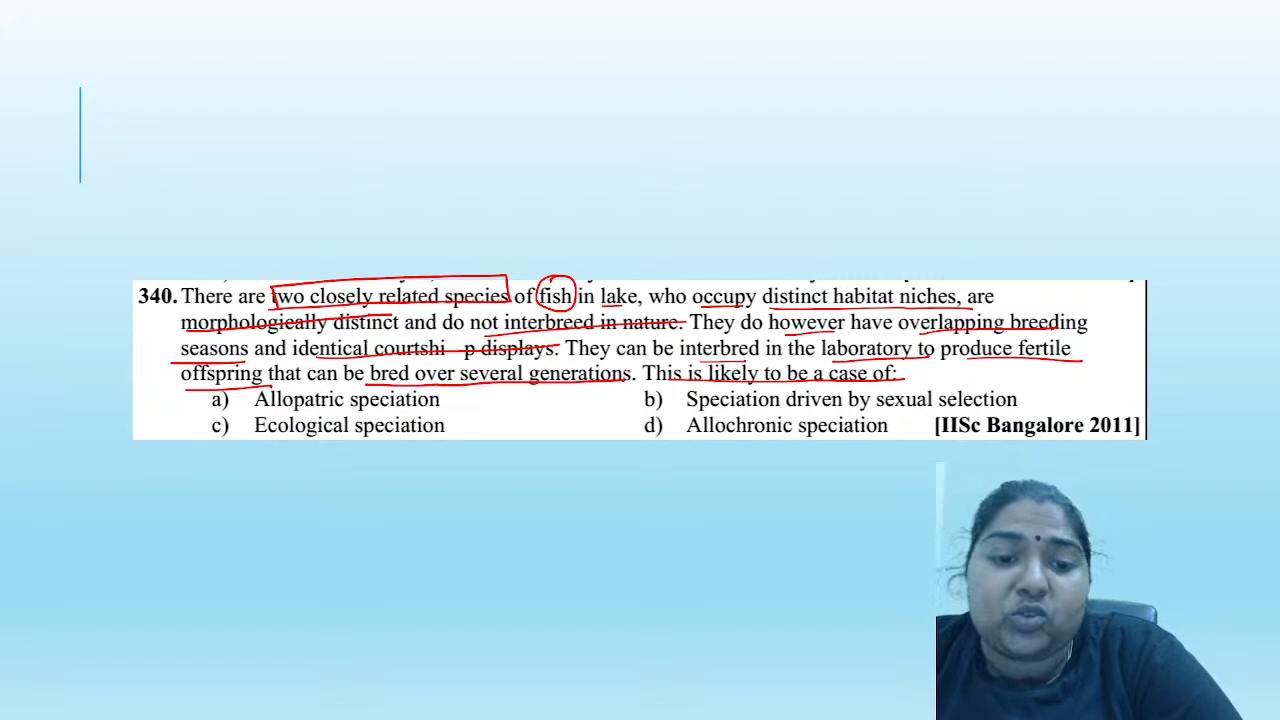 340. There are two closely related species of fish in lake, who occupy distinct habitat niches, are
morphologically distinct and do not interbreed in nature. They do however have overlapping breeding
seasons and identical courtshi p displays. They can be interbred in the laboratory to produce fertile
offspring that can be bred over several generations. This is likely to be a case of:
a) Allopatric speciation b) Speciation driven by sexual selection
c) Ecological speciation d) Allochronic speciation [IISc Bangalore 2011]